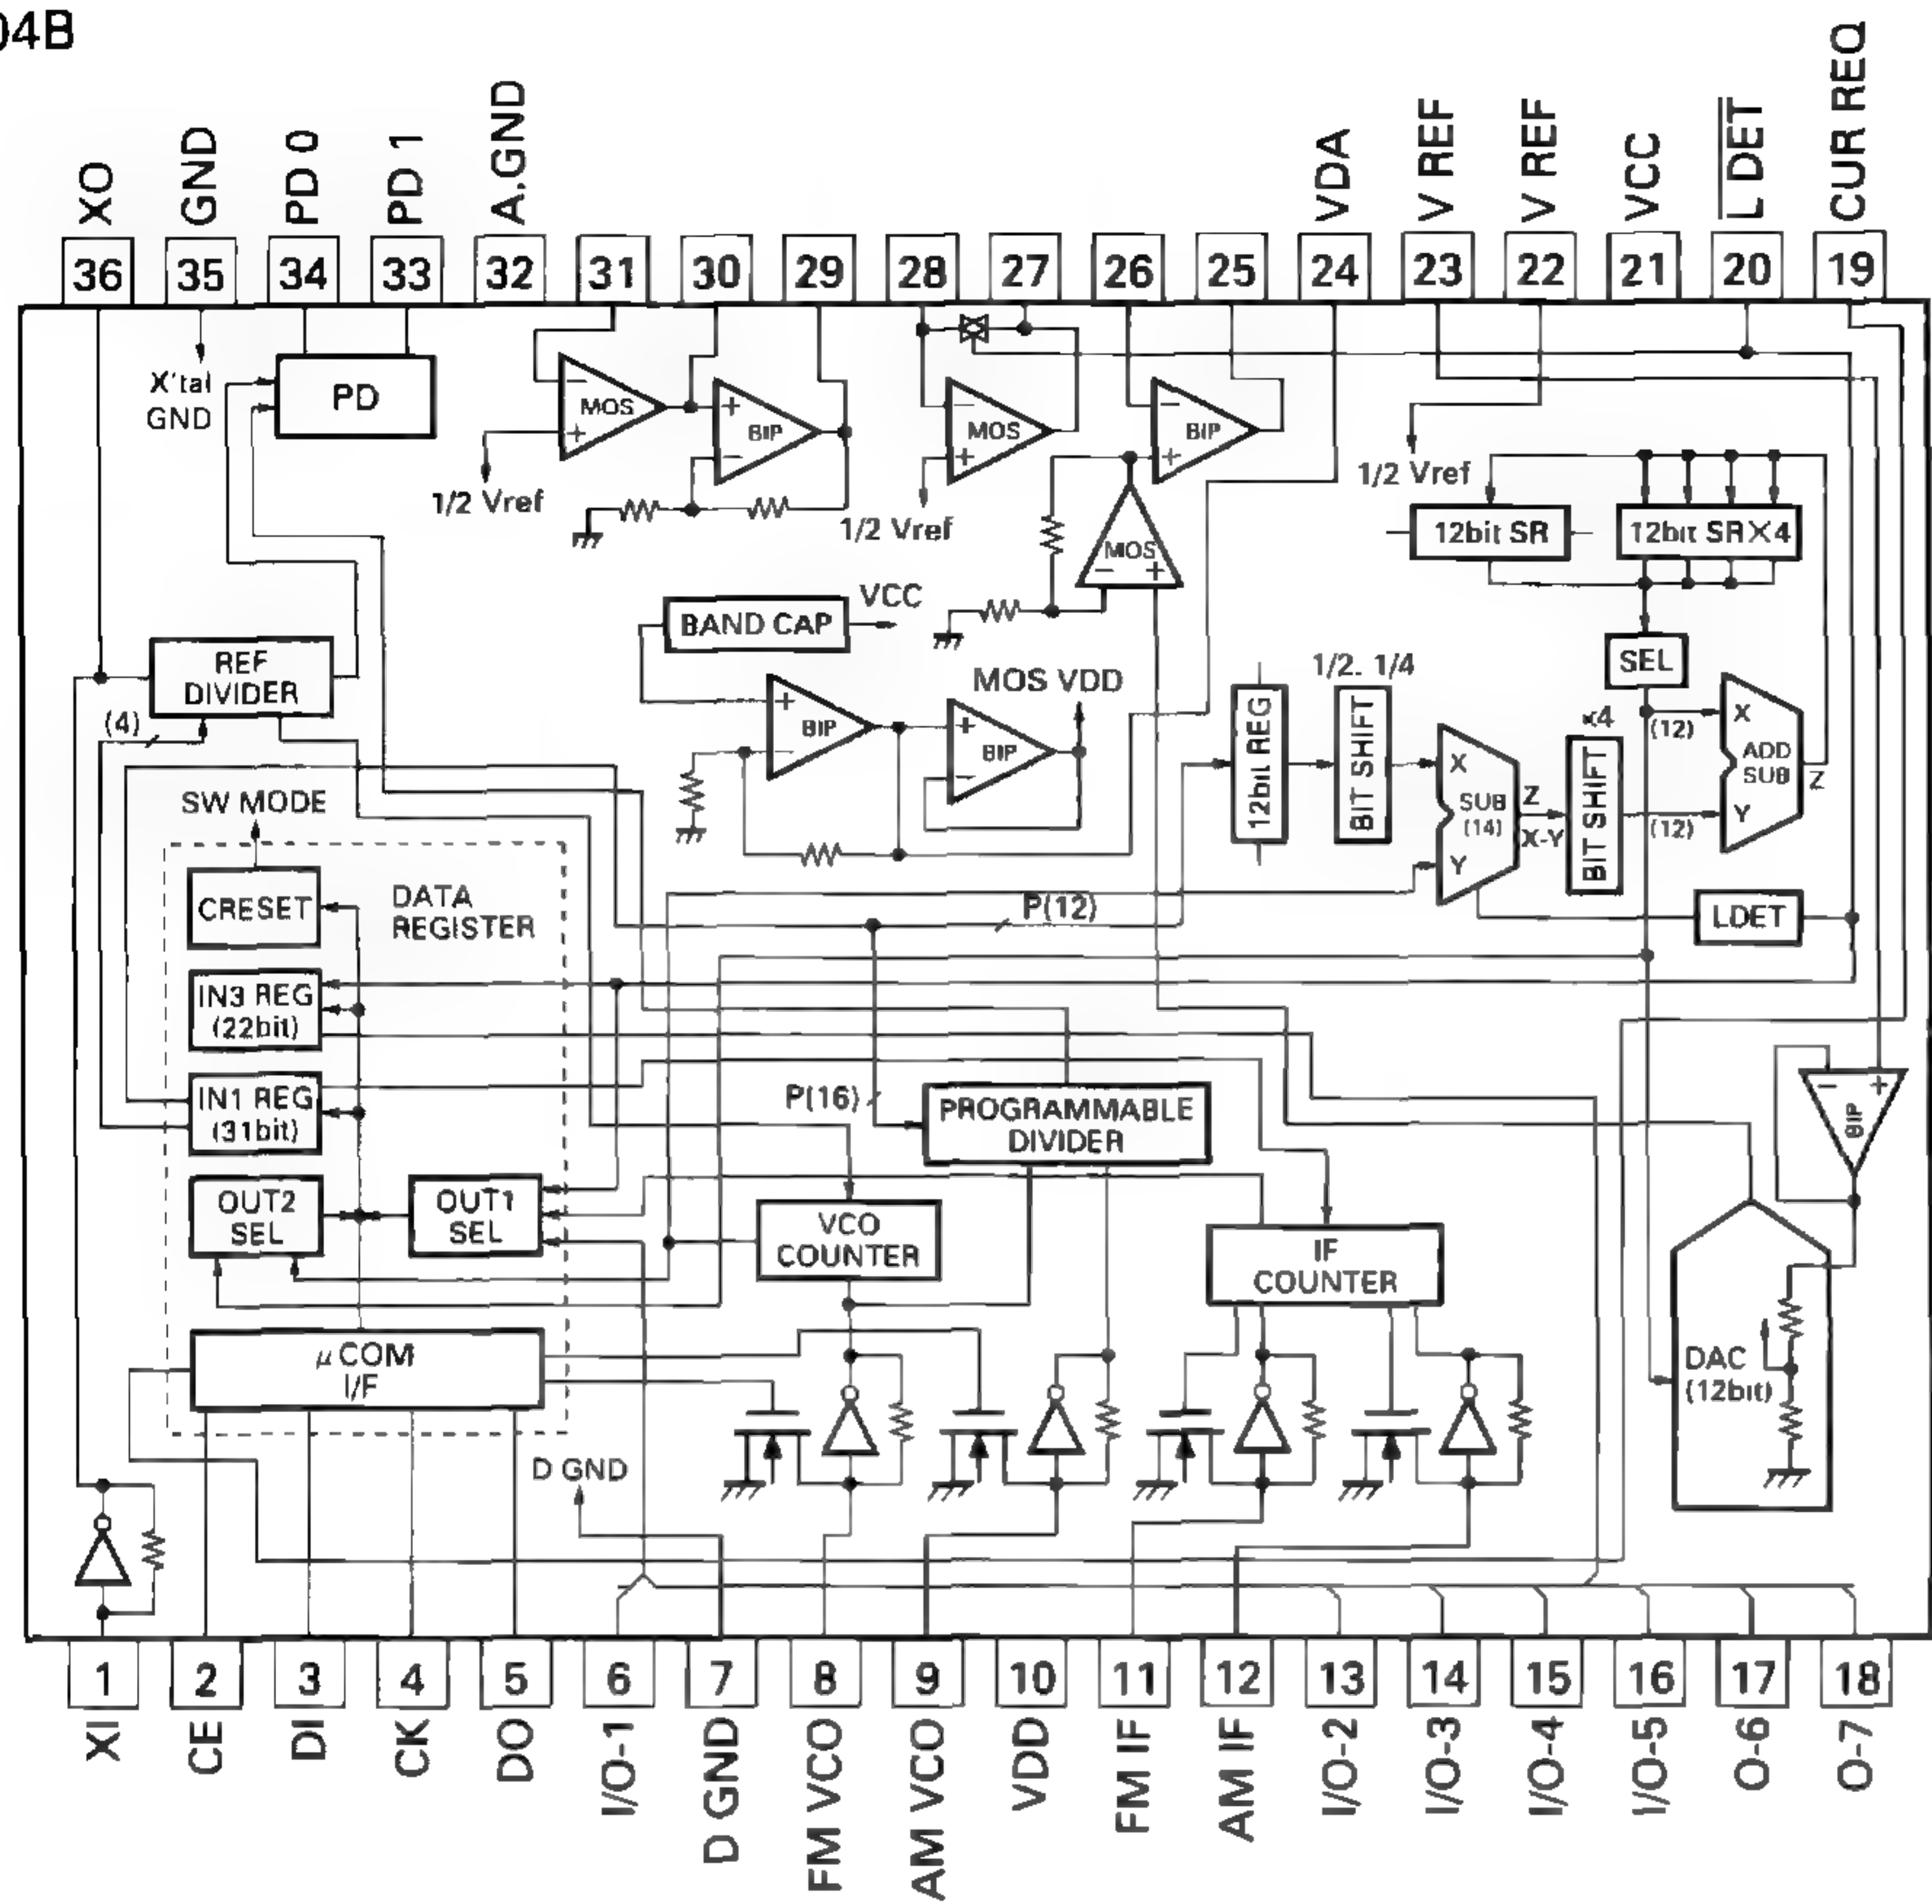 04B
XO
GND
PD 0
PD 1
A.GND
VDA
V REF
V REF
VCC
L DET
CUR REQ
36
35
34
33
32
31
30
29
28
27
26
25
24
23
22
21
20
19
X'tal
GND
PD
MOS
BIP
1/2 Vref
MOS
1/2 Vref
BIP
MOS
1/2 Vref
12bit SR
12bit SR×4
BAND CAP
VCC
SEL
REF
DIVIDER
(4)
MOS VDD
BIP
BIP
12bit REG
1/2. 1/4
BIT SHIFT
X
SUB
(14)
Y
Z
X-Y
×4
BIT SHIFT
(12)
(12)
X
ADD
SUB
Y
Z
SW MODE
CRESET
DATA
REGISTER
P(12)
LDET
IN3 REG
(22bit)
IN1 REG
(31bit)
P(16)
PROGRAMMABLE
DIVIDER
BIP
OUT2
SEL
OUT1
SEL
VCO
COUNTER
IF
COUNTER
μCOM
I/F
DAC
(12bit)
D GND
1
2
3
4
5
6
7
8
9
10
11
12
13
14
15
16
17
18
XI
CE
DI
CK
DO
I/O-1
D GND
FM VCO
AM VCO
VDD
FM IF
AM IF
I/O-2
I/O-3
I/O-4
I/O-5
O-6
O-7